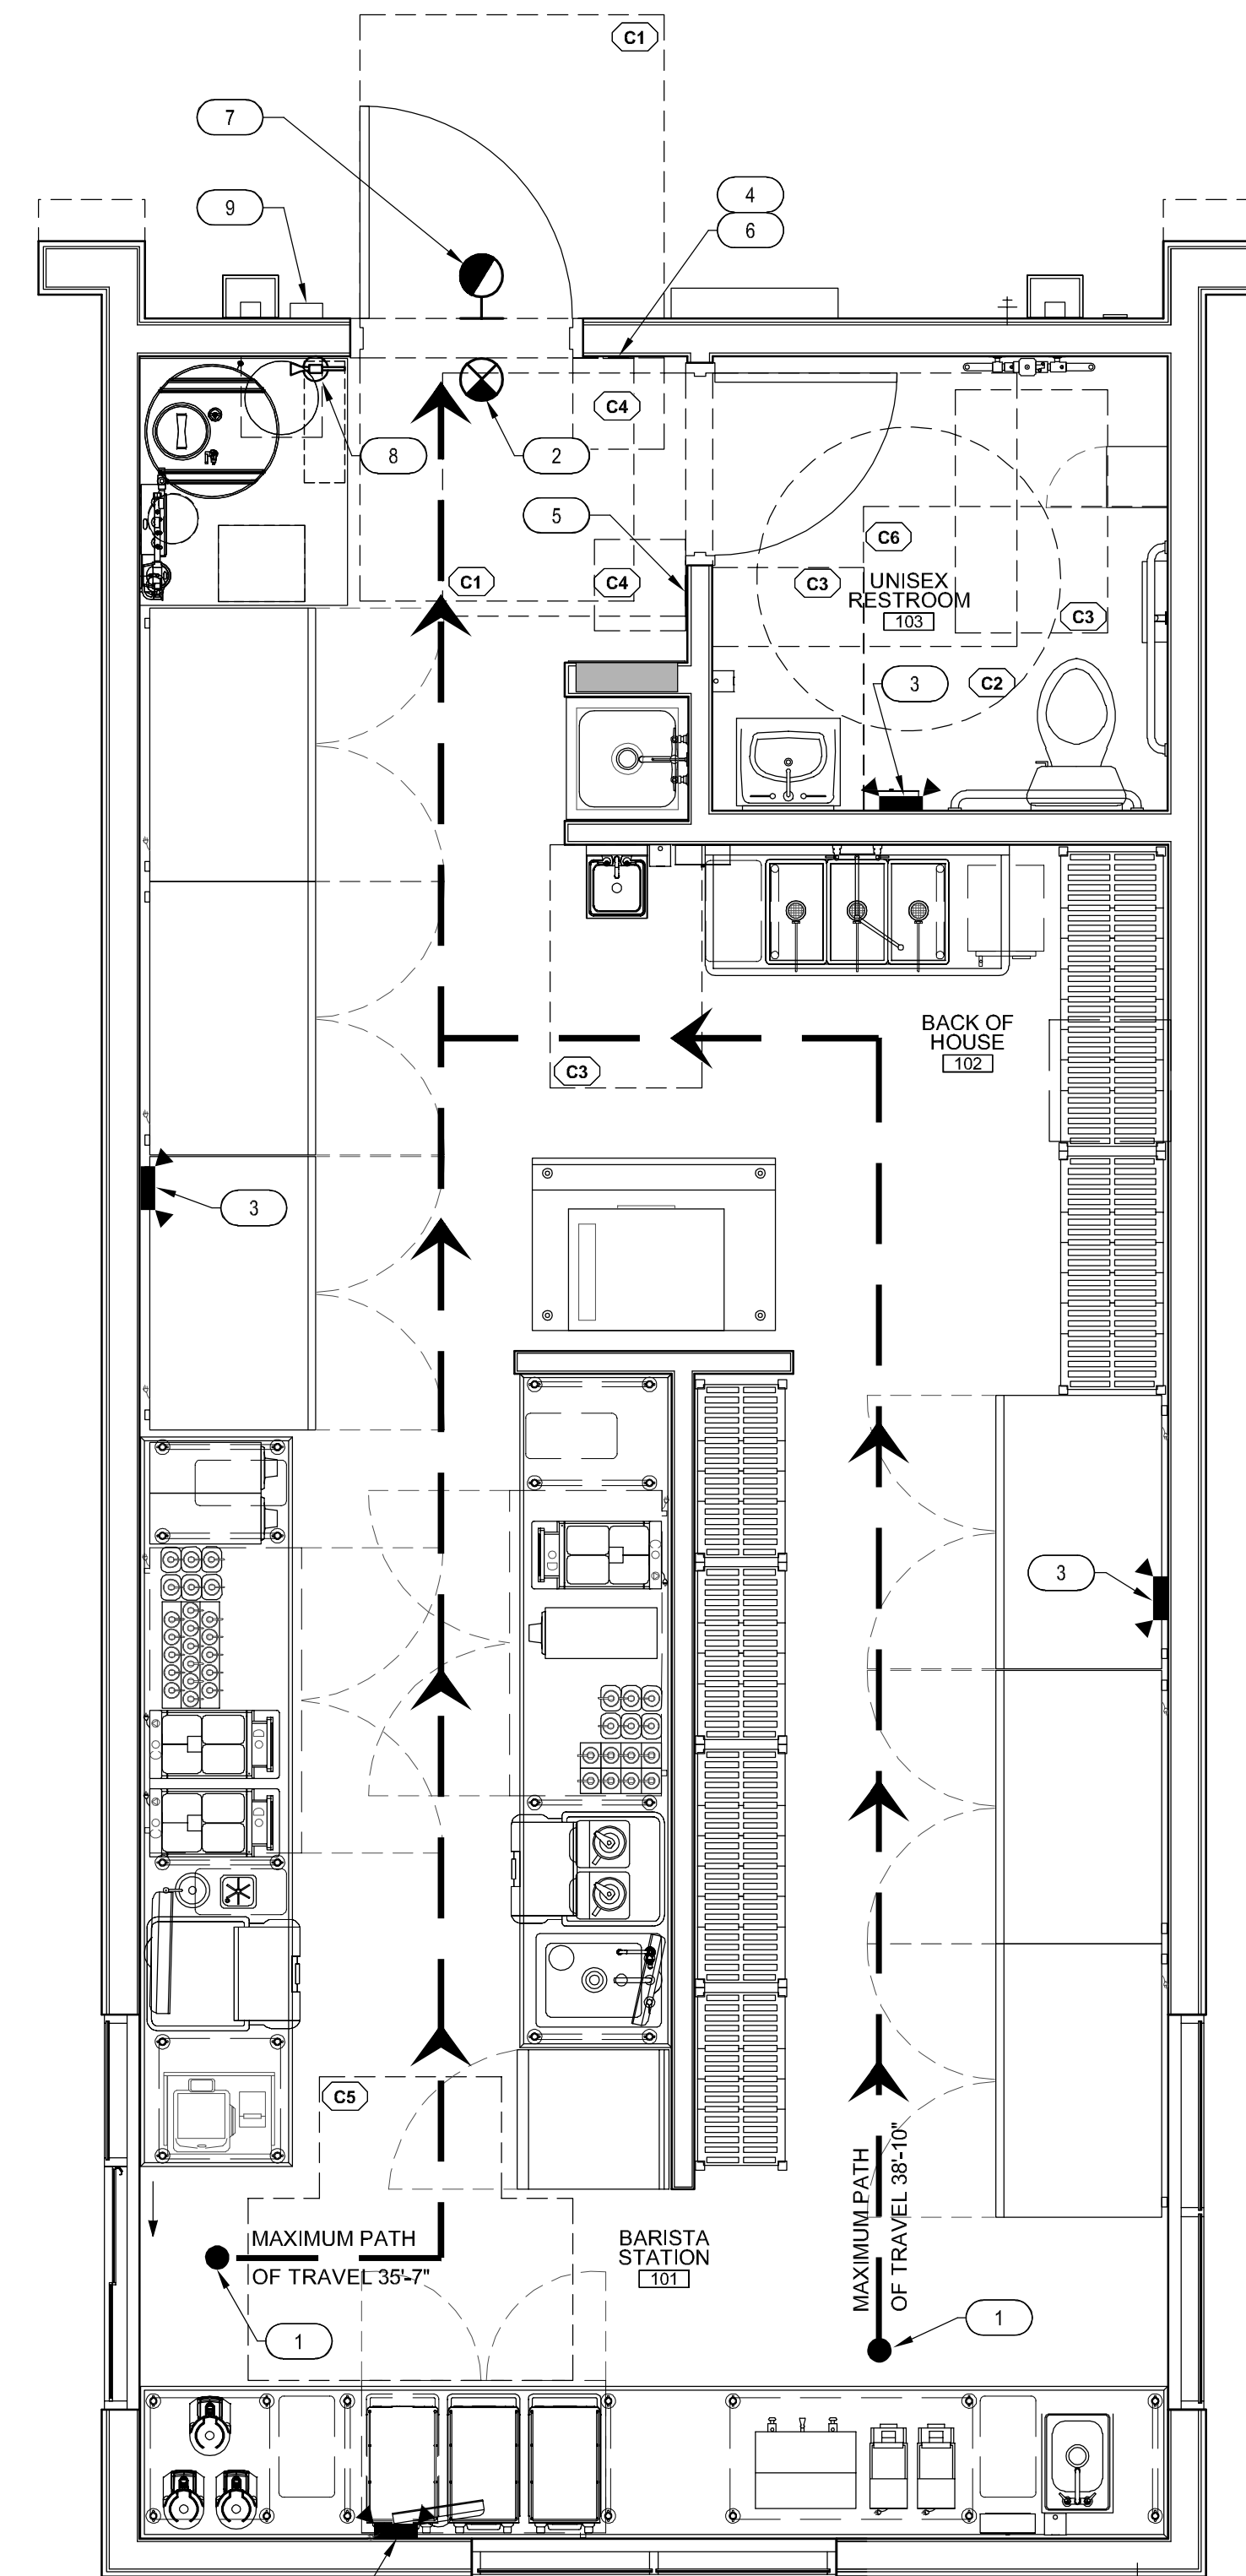 C1
7
4
9
6
C4
2
8
5
C6
C1
C4
C3
UNISEX
RESTROOM
103
C3
3
C2
BACK OF
HOUSE
102
C3
3
3
C5
MAXIMUM PATH
OF TRAVEL 35'-7"
BARISTA
STATION
101
MAXIMUM PATH
OF TRAVEL 38'-10"
1
1